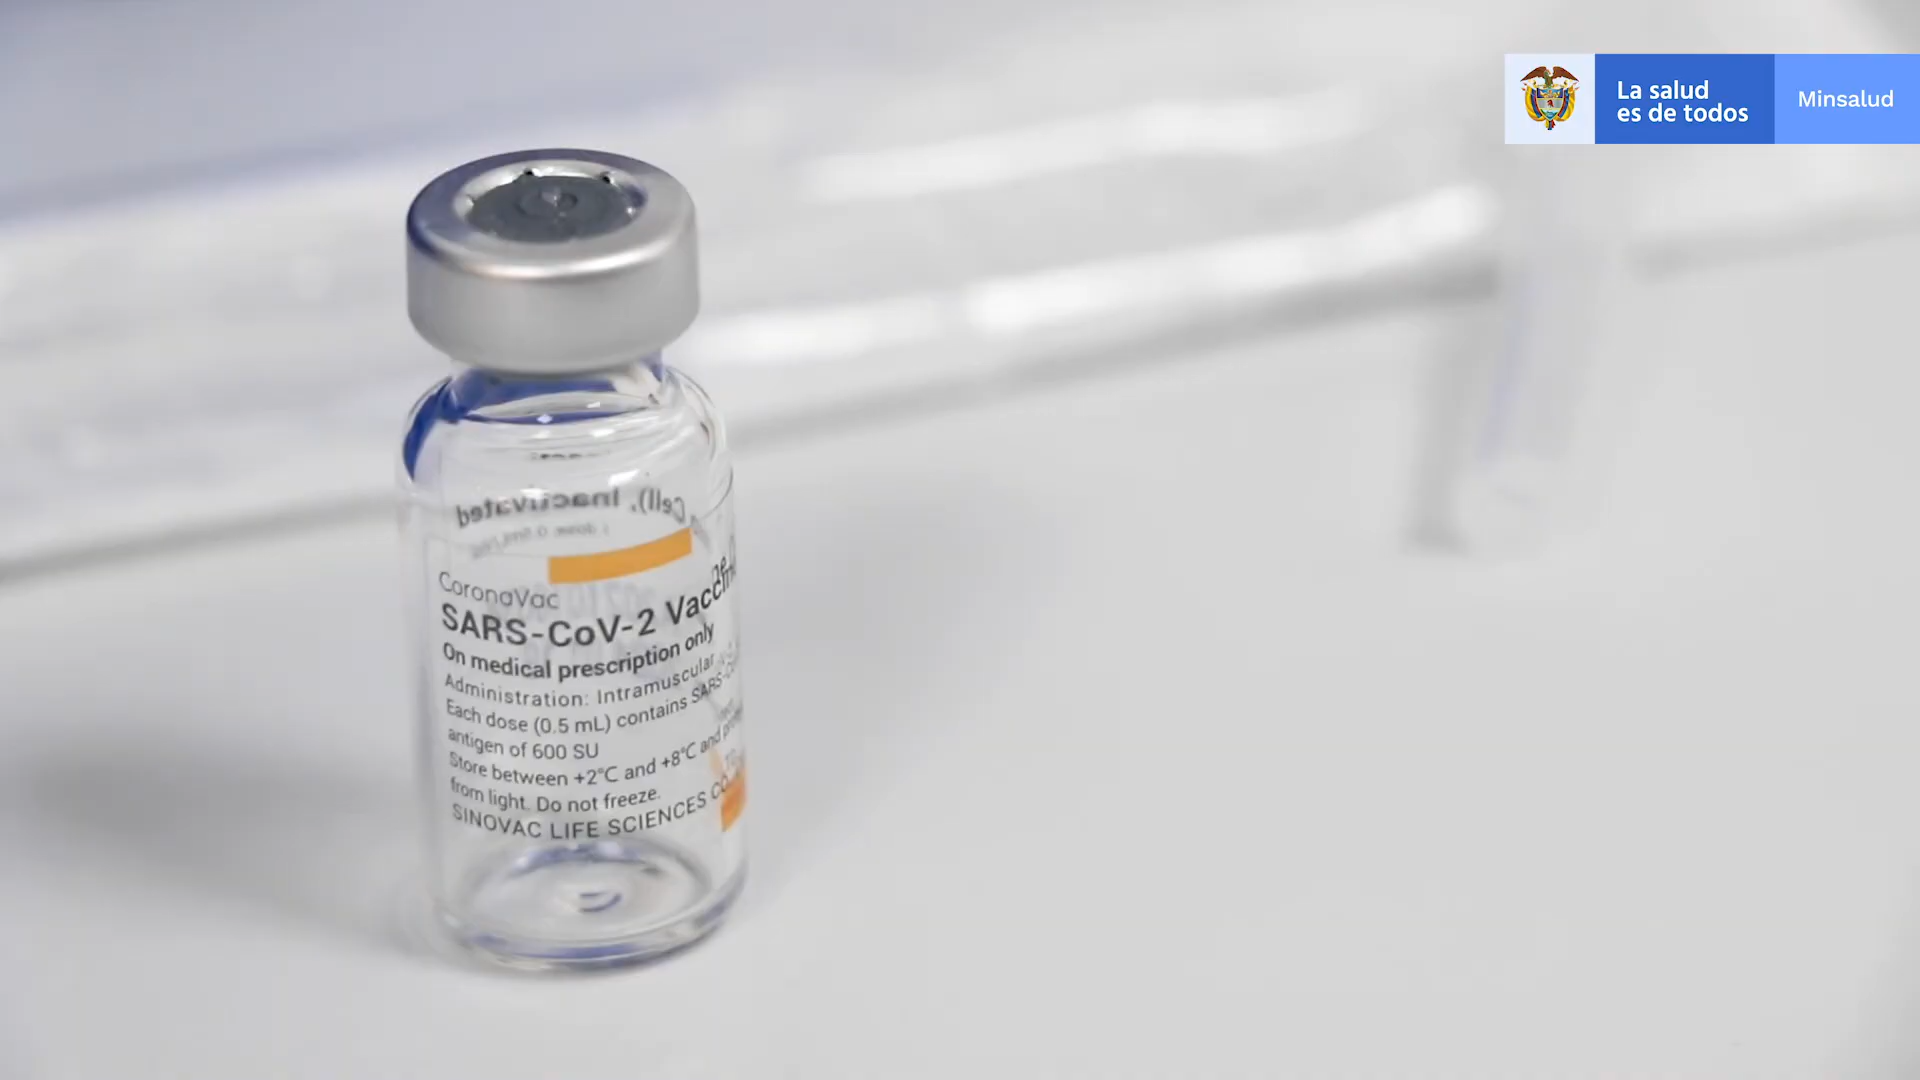 La salud
es de todos
Minsalud
Cell), Inactivated
CoronaVac
SARS-CoV-2 Vaccine
On medical prescription only
Administration: Intramuscular
Each dose (0.5 mL) contains
antigen of 600 SU
Store between +2°C and +8°C and
from light. Do not freeze.
SINOVAC LIFE SCIENCES